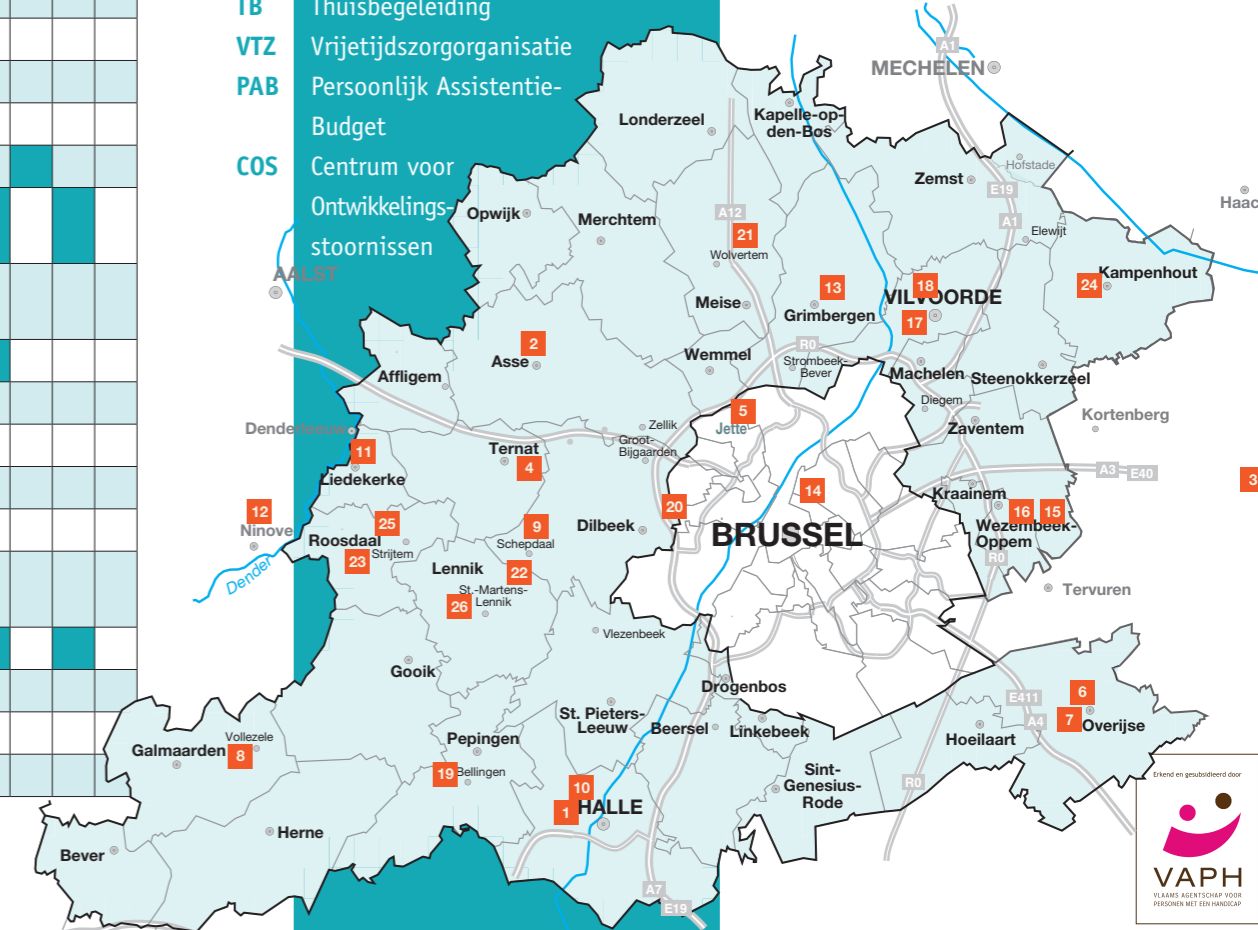 TB Thuisbegeleiding
VTZ Vrijetijdszorgorganisatie
PAB Persoonlijk Assistentie-
Budget
COS Centrum voor
Ontwikkelings-
stoornissen
A1
MECHELEN
Londerzeel
Kapelle-op-
den-Bos
Hofstade
Zemst
E19
Haac
Opwijk
Merchtem
A12
A1
21
Elewijt
Wolvertem
AALST
Kampenhout
13
18
24
VILVOORDE
Meise
Grimbergen
17
2
R0
Asse
Wemmel
Strombeek-
Bever
Machelen
Steenokkerzeel
Affligem
Diegem
5
Kortenberg
Jette
Denderleeuw
Zellik
Zaventem
Groot-
Bijgaarden
11
Ternat
4
A3
E40
Liedekerke
3
14
Kraainem
20
12
16
15
25
9
Dilbeek
Wezembeek-
Oppem
Ninove
BRUSSEL
Roosdaal
Schepdaal
Strijtem
23
R0
Lennik
22
Dender
St.-Martens-
Lennik
26
Tervuren
Vlezenbeek
Gooik
Drogenbos
6
E411
St. Pieters-
Leeuw
A4
7
Overijse
Beersel
Linkebeek
Vollezele
Hoeilaart
Galmaarden
8
Pepingen
19
Bellingen
Sint-
Genesius-
Rode
R0
10
1
HALLE
Herne
Bever
A7
E19
Erkend en gesubsidieerd door
VAPH
VLAAMS AGENTSCHAP VOOR
PERSONEN MET EEN HANDICAP